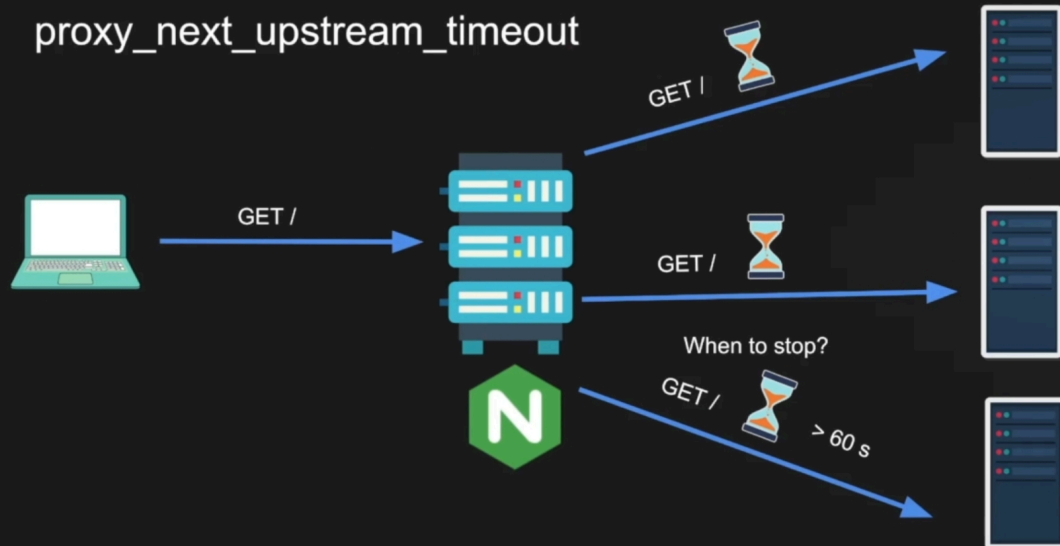 proxy_next_upstream_timeout
GET /
GET /
GET /
When to stop?
GET /
> 60 s
N